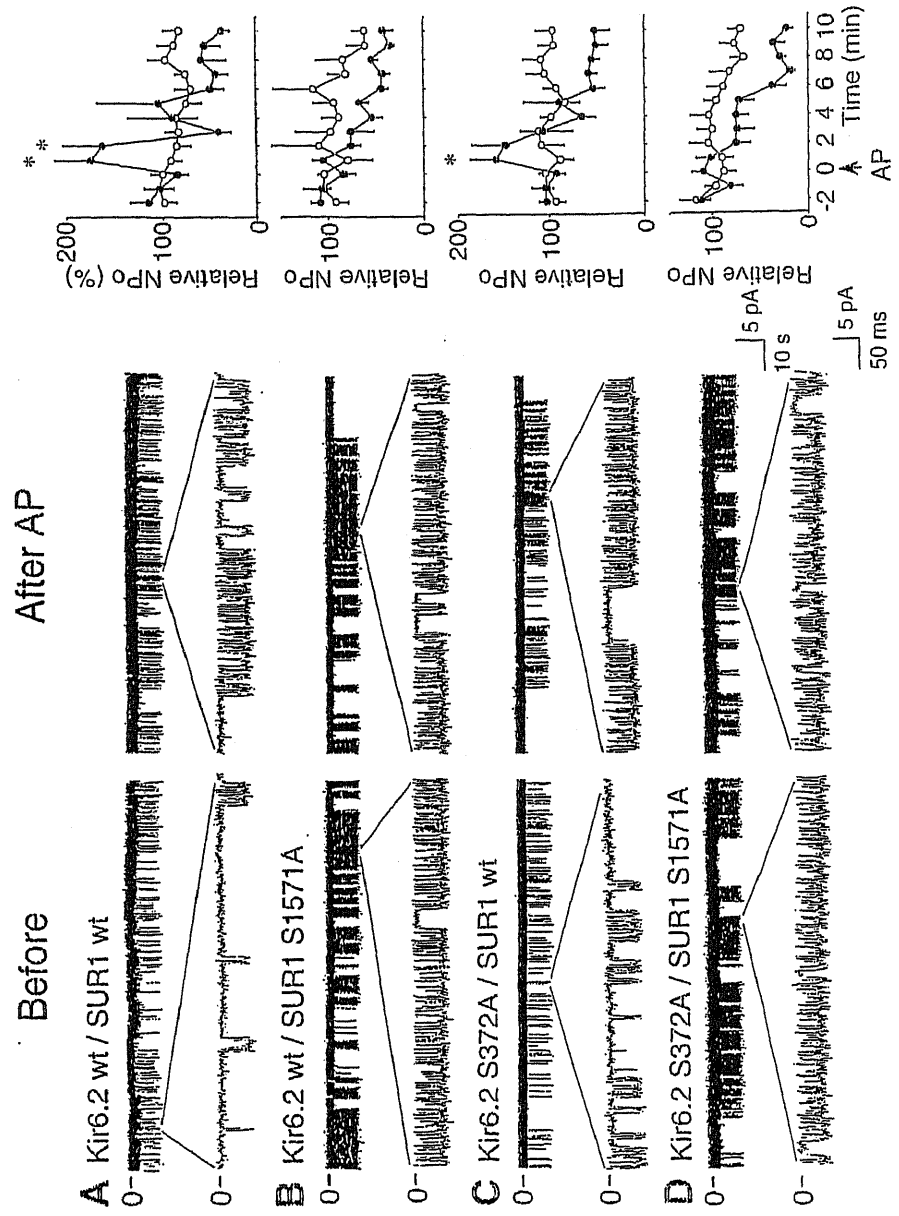 Before
After AP
A Kir6.2 wt / SUR1 wt
0
0
Relative NPo (%)
200
100
0
* *
B Kir6.2 wt / SUR1 S1571A
0
0
Relative NPo
100
0
C Kir6.2 S372A / SUR1 wt
0
0
Relative NPo
200
100
0
*
D Kir6.2 S372A / SUR1 S1571A
0
0
5 pA
10 s
5 pA
50 ms
Relative NPo
100
0
-2 0 2 4 6 8 10
AP
Time (min)